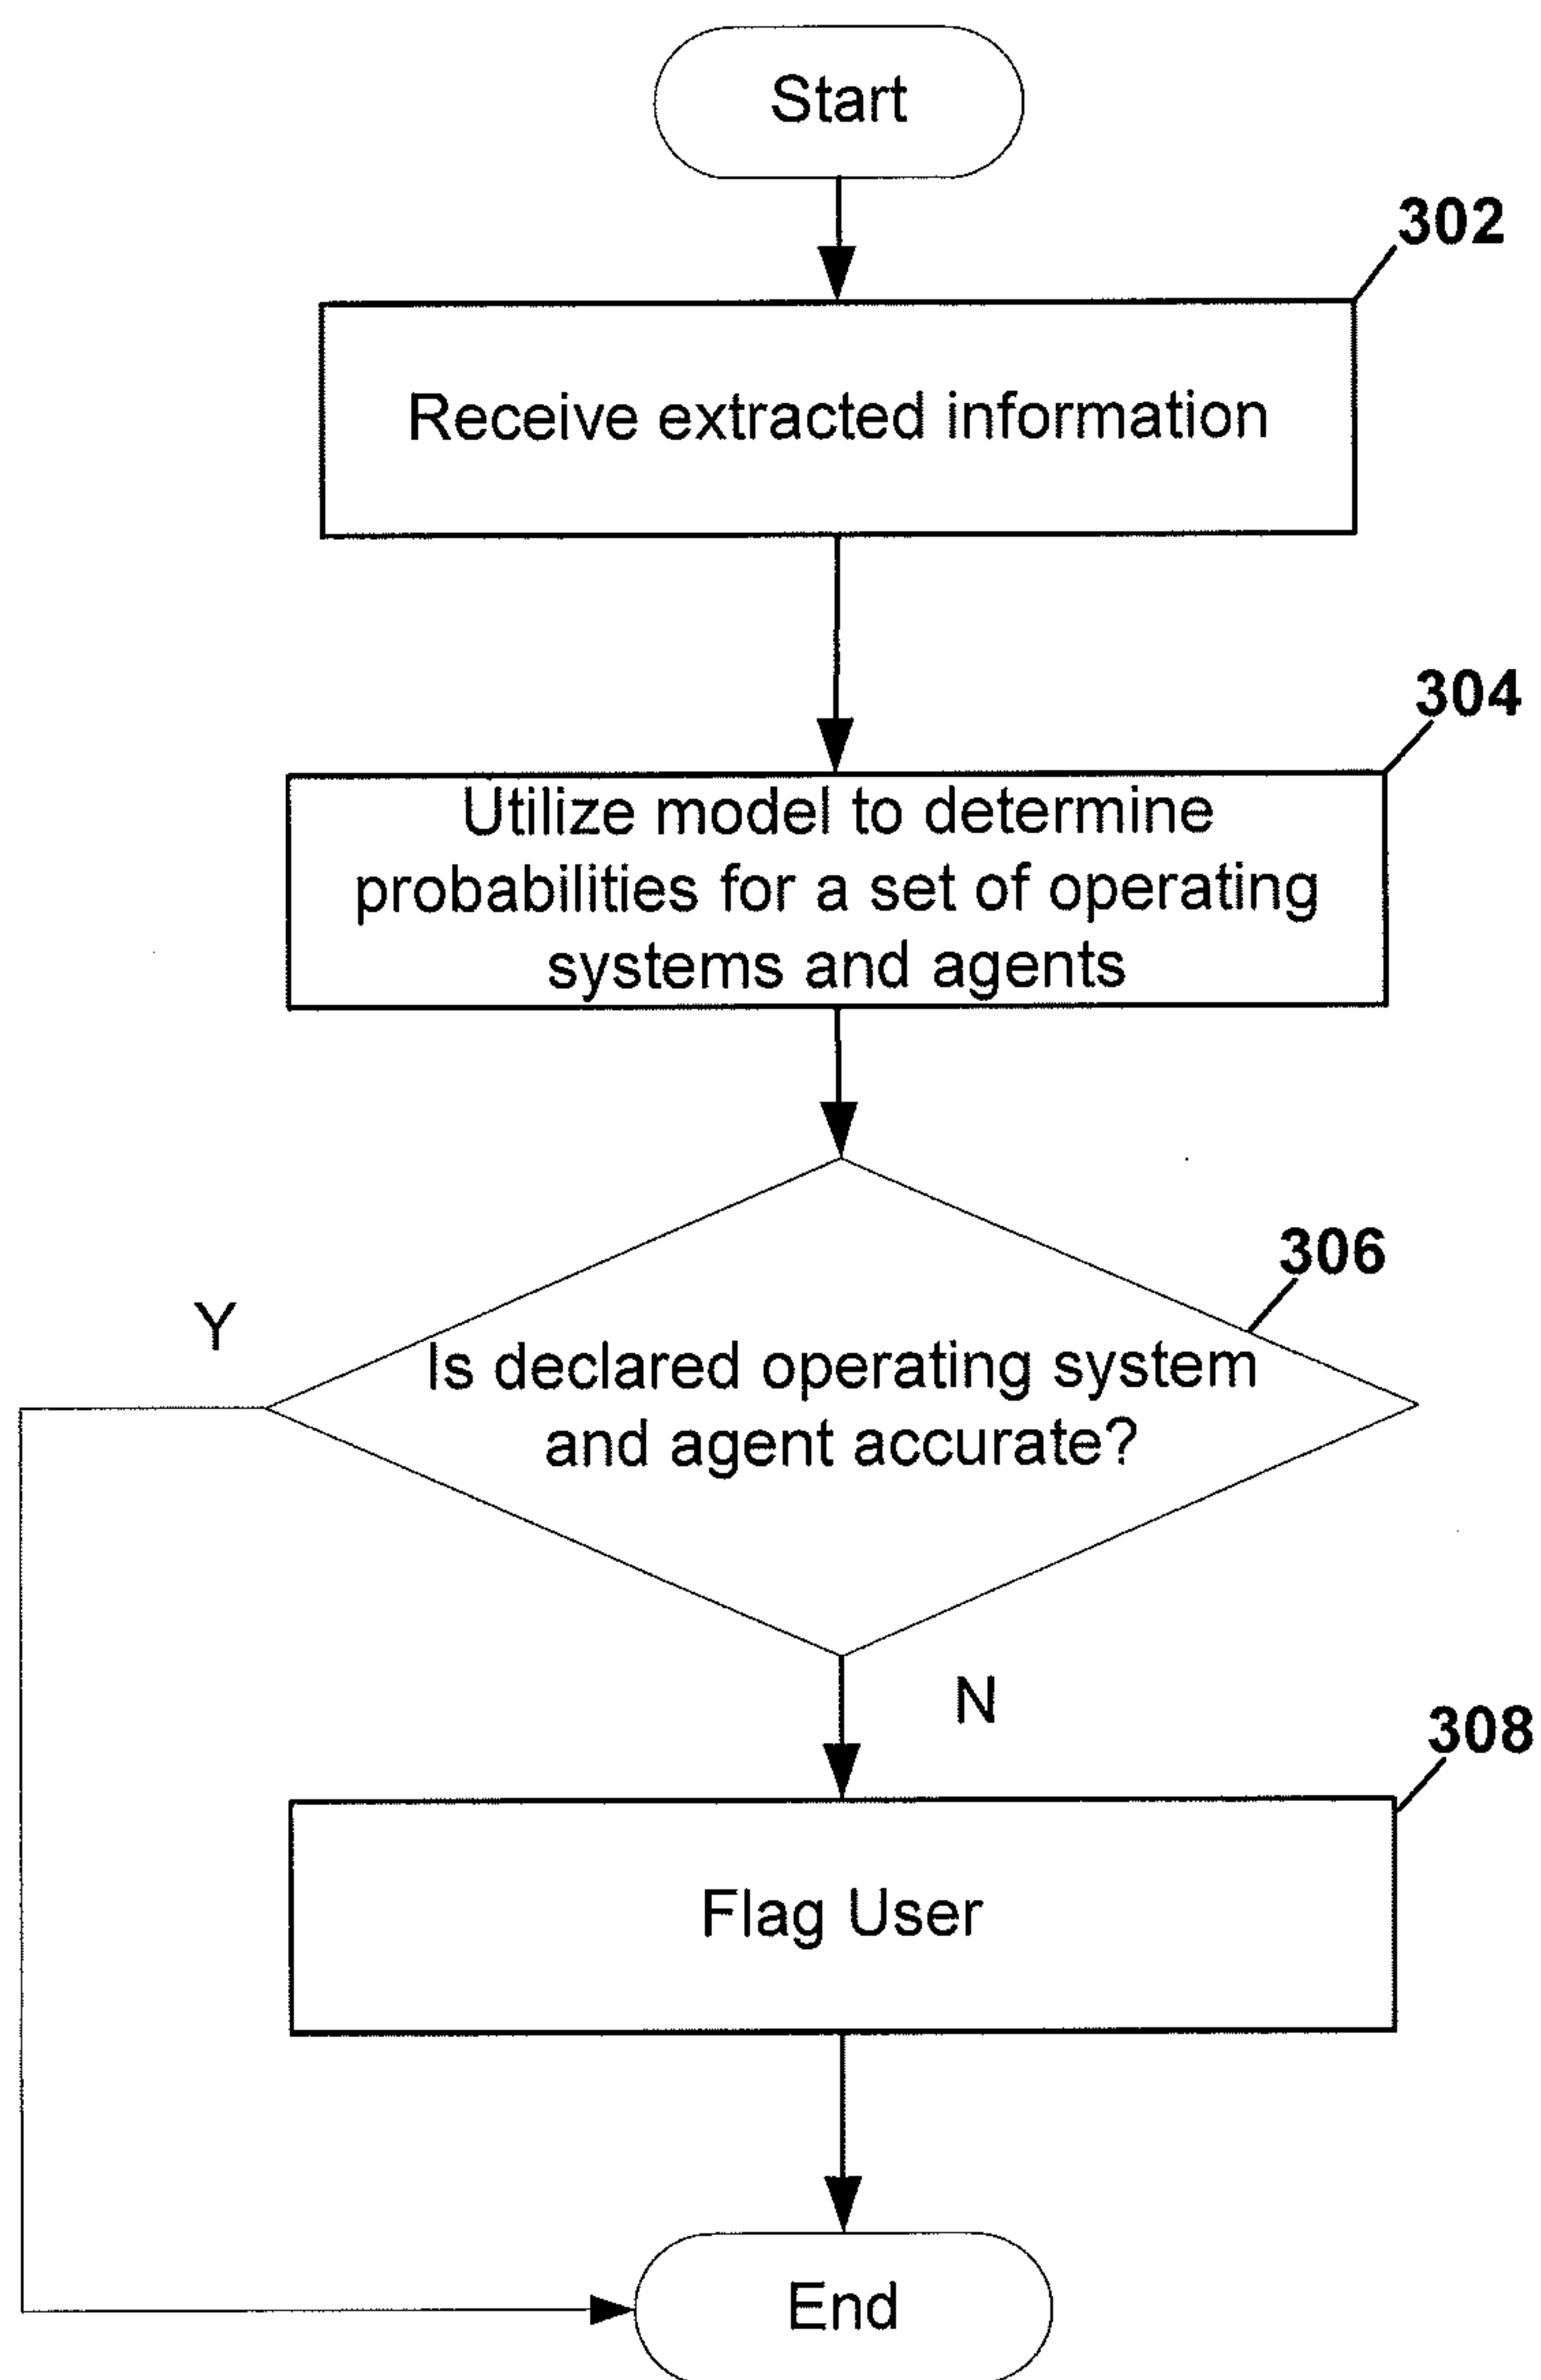 Start
302
Receive extracted information
304
Utilize model to determine
probabilities for a set of operating
systems and agents
306
Y
Is declared operating system
and agent accurate?
N
308
Flag User
End